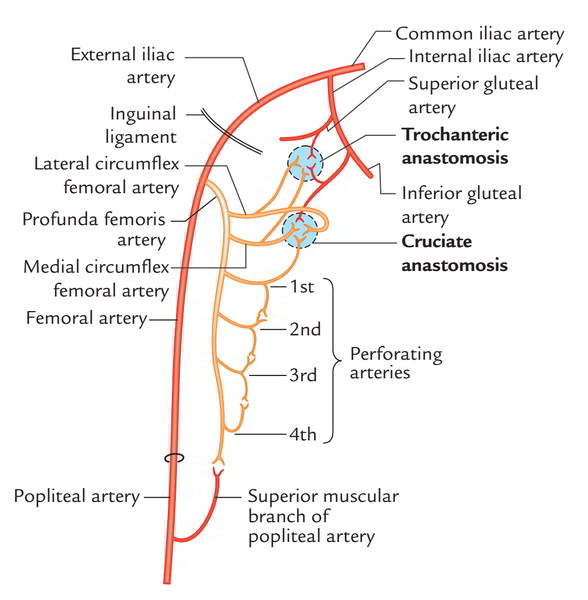 Common iliac artery
External iliac
artery
Internal iliac artery
Superior gluteal
artery
Inguinal
ligament
Trochanteric
anastomosis
Lateral circumflex
femoral artery
Inferior gluteal
artery
Profunda femoris
artery
Cruciate
anastomosis
Medial circumflex
femoral artery
1st
Femoral artery
2nd
Perforating
arteries
3rd
4th
Popliteal artery
Superior muscular
branch of
popliteal artery